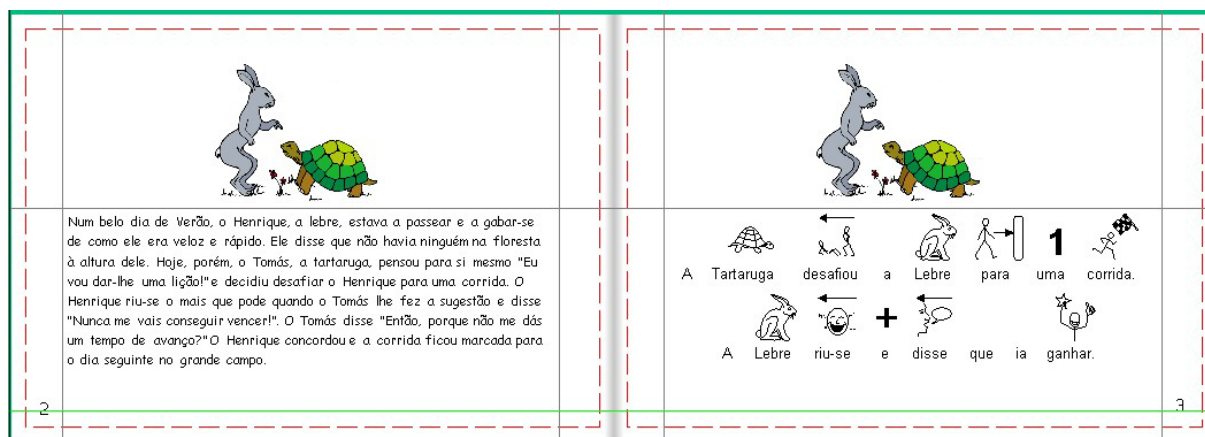 Num belo dia de Verão, o Henrique, a lebre, estava a passear e a gabar-se
de como ele era veloz e rápido. Ele disse que não havia ninguém na floresta
à altura dele. Hoje, porém, o Tomás, a tartaruga, pensou para si mesmo "Eu
vou dar-lhe uma lição!"e decidiu desafiar o Henrique para uma corrida. O
Henrique riu-se o mais que pode quando o Tomás lhe fez a sugestão e disse
"Nunca me vais conseguir vencer!". O Tomás disse "Então, porque não me dás
um tempo de avanço?"O Henrique concordou e a corrida ficou marcada para
o dia seguinte no grande campo.
2
1
A Tartaruga desafiou a Lebre para uma corrida.
+
A Lebre riu-se e disse que ia ganhar.
3